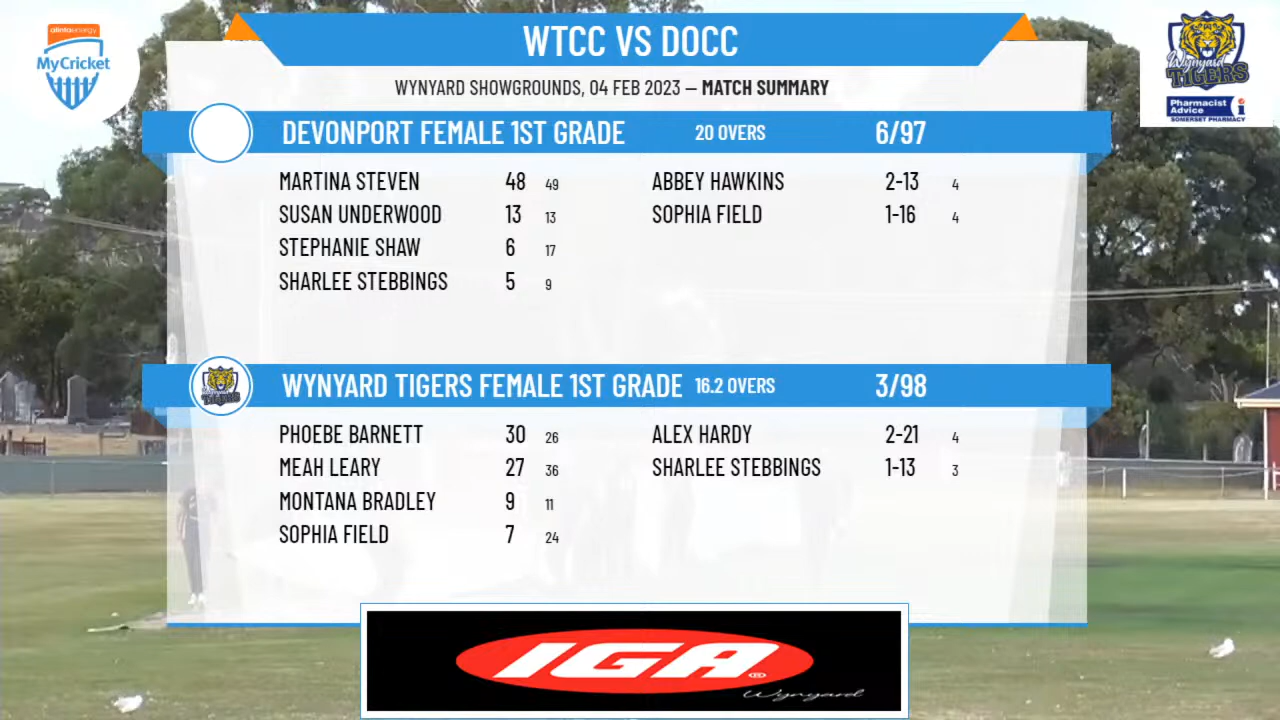 alintaenergy
MyCricket
WTCC VS DOCC
WYNYARD SHOWGROUNDS, 04 FEB 2023 – MATCH SUMMARY
Wynyard
TIGERS
Pharmacist
Advice
SOMERSET PHARMACY
DEVONPORT FEMALE 1ST GRADE 20 OVERS 6/97
MARTINA STEVEN 48 49 ABBEY HAWKINS 2-13 4
SUSAN UNDERWOOD 13 13 SOPHIA FIELD 1-16 4
STEPHANIE SHAW 6 17
SHARLEE STEBBINGS 5 9
Wynyard
TIGERS
WYNYARD TIGERS FEMALE 1ST GRADE 16.2 OVERS 3/98
PHOEBE BARNETT 30 26 ALEX HARDY 2-21 4
MEAH LEARY 27 36 SHARLEE STEBBINGS 1-13 3
MONTANA BRADLEY 9 11
SOPHIA FIELD 7 24
IGA®
Wynyard